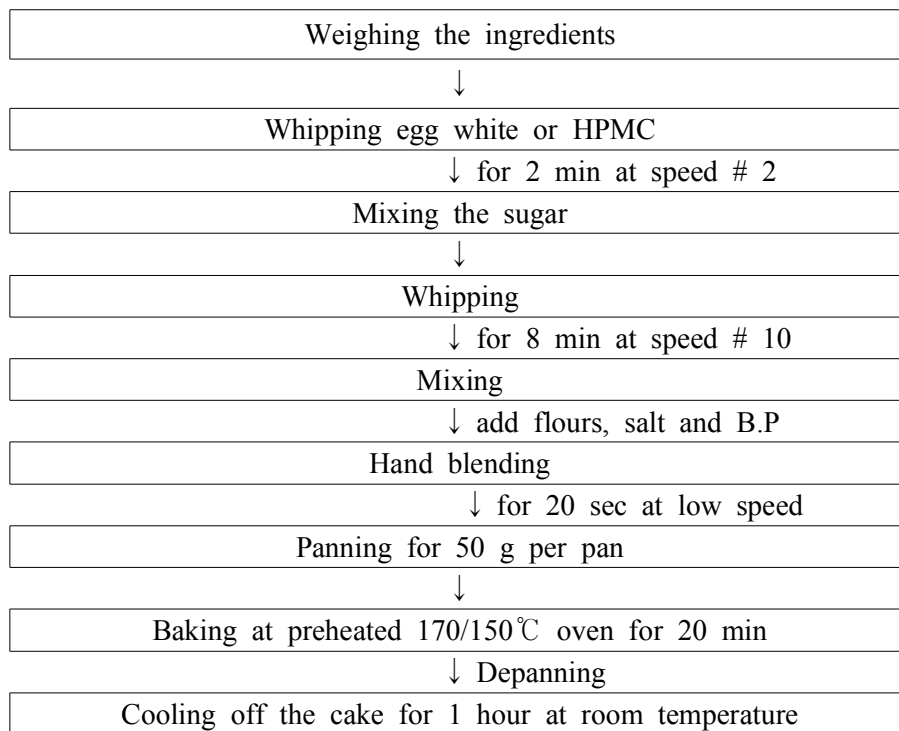 Weighing the ingredients
↓
Whipping egg white or HPMC
↓ for 2 min at speed # 2
Mixing the sugar
↓
Whipping
↓ for 8 min at speed # 10
Mixing
↓ add flours, salt and B.P
Hand blending
↓ for 20 sec at low speed
Panning for 50 g per pan
↓
Baking at preheated 170/150℃ oven for 20 min
↓ Depanning
Cooling off the cake for 1 hour at room temperature